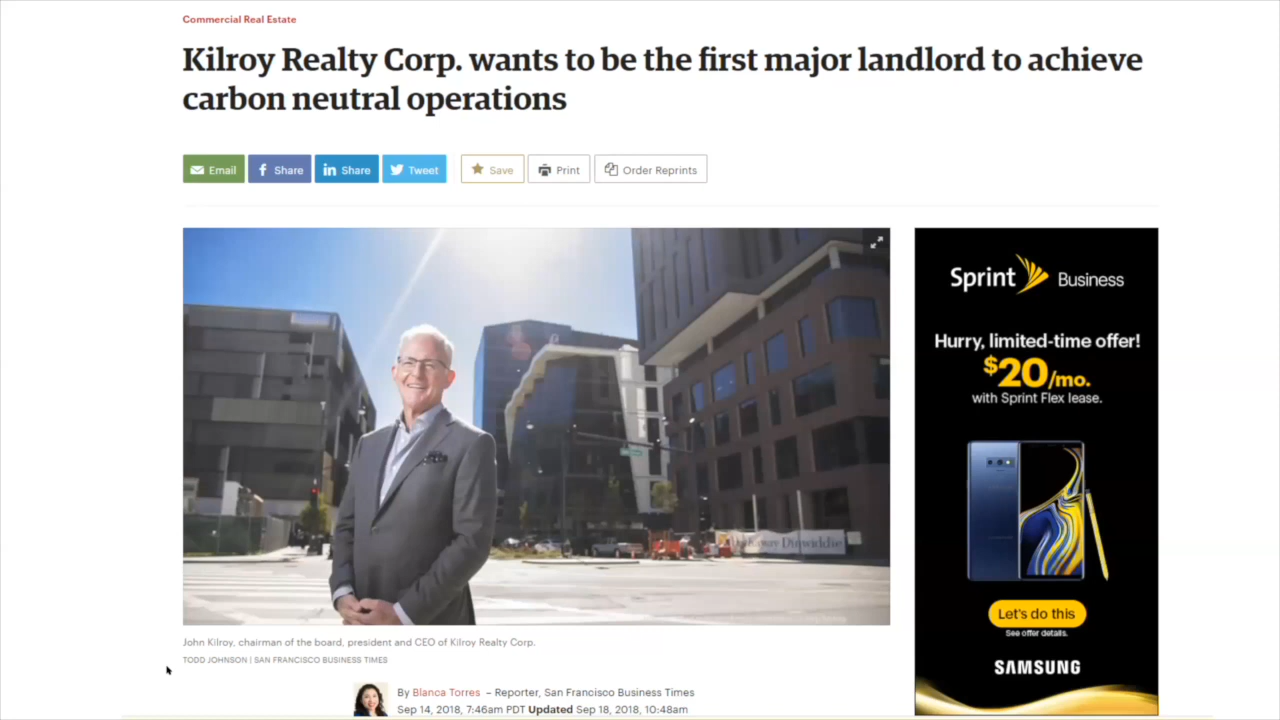 Commercial Real Estate
Kilroy Realty Corp. wants to be the first major landlord to achieve
carbon neutral operations
Email
Share
Share
Tweet
Save
Print
Order Reprints
Sprint Business
Hurry, limited-time offer!
$20/mo.
with Sprint Flex lease.
Let's do this
See offer details.
SAMSUNG
John Kilroy, chairman of the board, president and CEO of Kilroy Realty Corp.
TODD JOHNSON | SAN FRANCISCO BUSINESS TIMES
By Blanca Torres – Reporter, San Francisco Business Times
Sep 14, 2018, 7:46am PDT Updated Sep 18, 2018, 10:48am